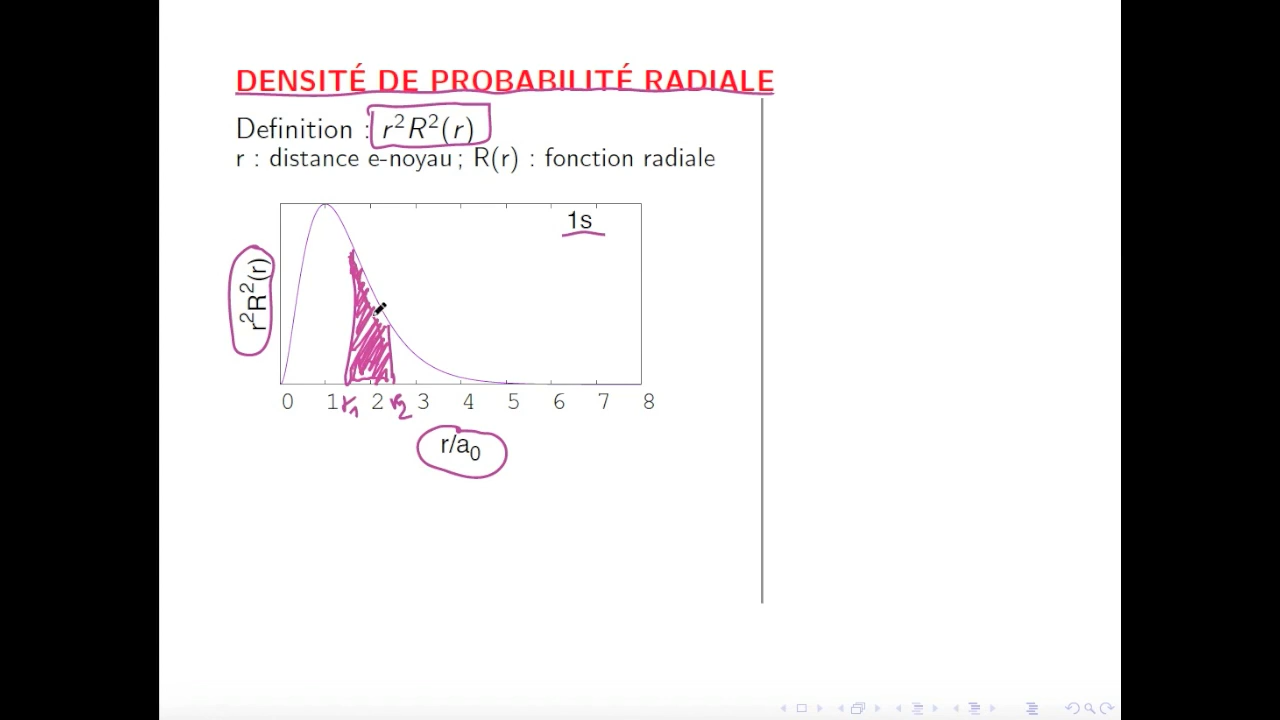 DENSITÉ DE PROBABILITÉ RADIALE
Definition : r²R²(r)
r : distance e-noyau ; R(r) : fonction radiale
1s
r²R²(r)
0 1 2 3 4 5 6 7 8
r₁ r₂
r/a₀